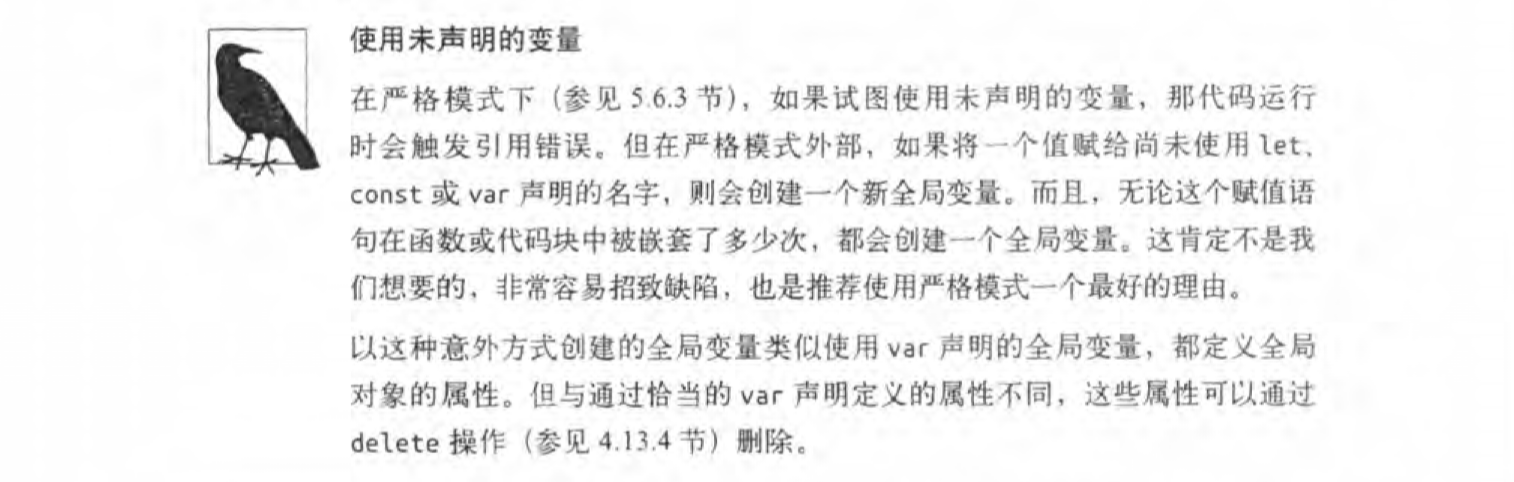 使用未声明的变量
在严格模式下（参见 5.6.3 节），如果试图使用未声明的变量，那代码运行
时会触发引用错误。但在严格模式外部，如果将一个值赋给尚未使用 let、
const 或 var 声明的名字，则会创建一个新全局变量。而且，无论这个赋值语
句在函数或代码块中被嵌套了多少次，都会创建一个全局变量。这肯定不是我
们想要的，非常容易招致缺陷，也是推荐使用严格模式一个最好的理由。
以这种意外方式创建的全局变量类似使用 var 声明的全局变量，都定义全局
对象的属性。但与通过恰当的 var 声明定义的属性不同，这些属性可以通过
delete 操作（参见 4.13.4 节）删除。